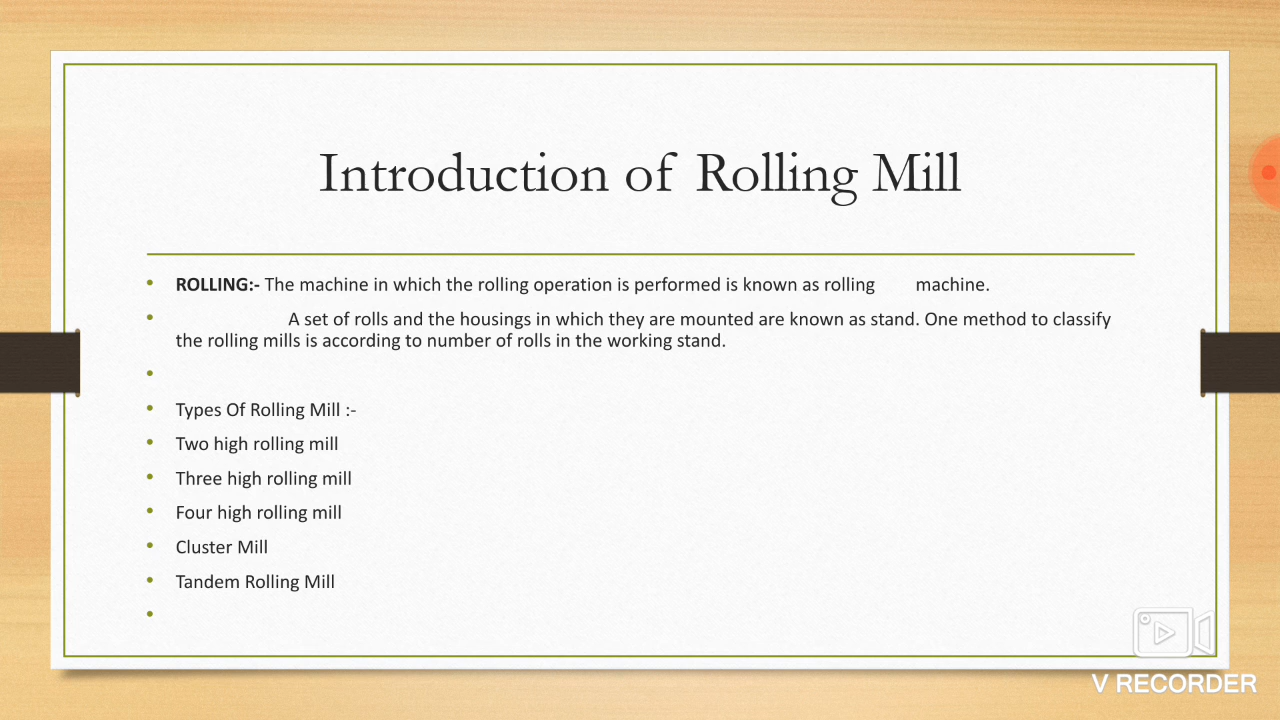 Introduction of Rolling Mill
• ROLLING:- The machine in which the rolling operation is performed is known as rolling machine.
• A set of rolls and the housings in which they are mounted are known as stand. One method to classify
the rolling mills is according to number of rolls in the working stand.
•
• Types Of Rolling Mill :-
• Two high rolling mill
• Three high rolling mill
• Four high rolling mill
• Cluster Mill
• Tandem Rolling Mill
•
V RECORDER